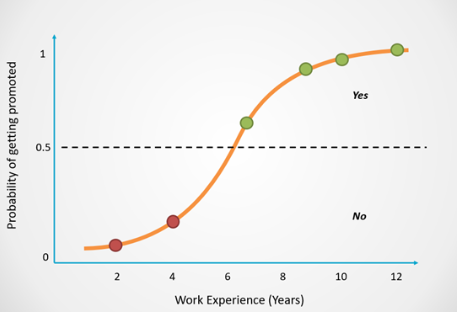 Probability of getting promoted
1
0.5
0
Yes
No
2 4 6 8 10 12
Work Experience (Years)